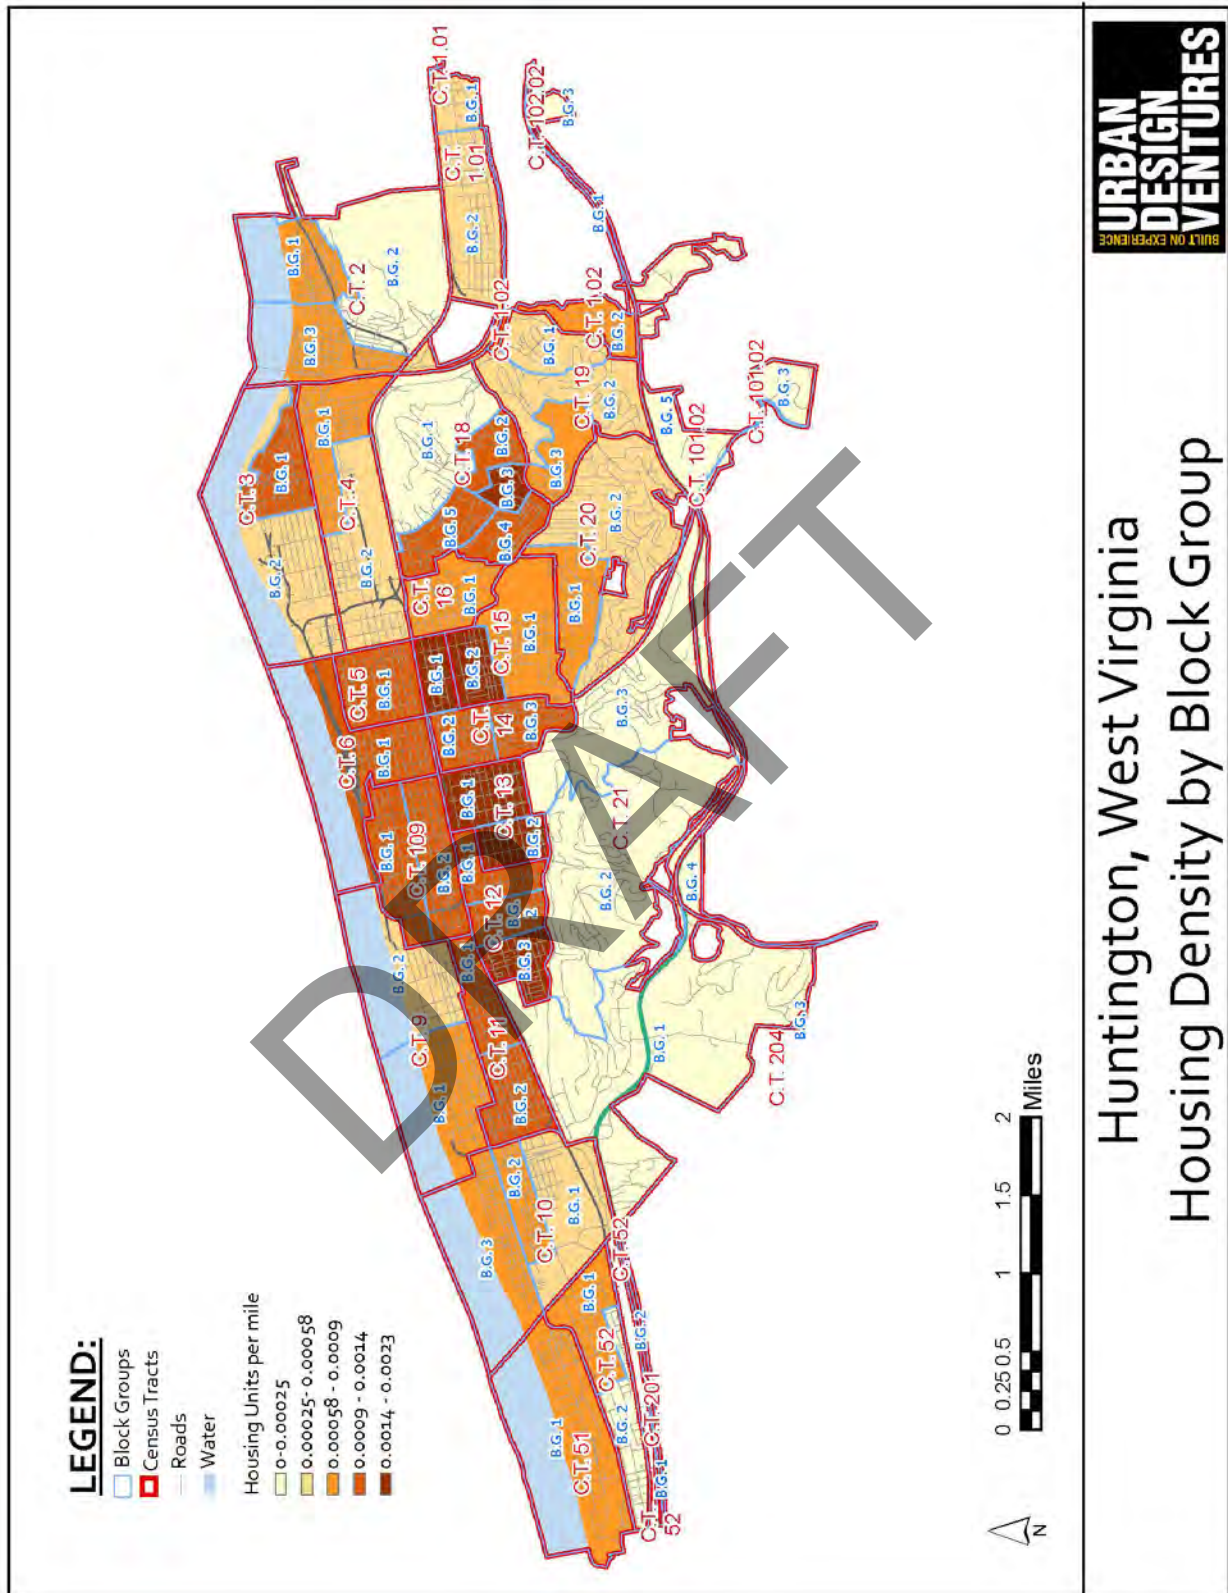 LEGEND:
Block Groups
Census Tracts
Roads
Water
Housing Units per mile
0-0.00025
0.00025- 0.00058
0.00058 - 0.0009
0.0009 - 0.0014
0.0014 - 0.0023
C.T. 1.01
B.G. 1
C.T.
1.01
B.G. 2
C.T. 102.02
B.G. 3
B.G. 1
B.G. 1
C.T. 2
B.G. 2
B.G. 3
C.T. 1.02
B.G. 1
C.T. 1.02
B.G. 2
C.T. 3
B.G. 1
B.G. 2
B.G. 1
C.T. 4
B.G. 2
B.G. 1
C.T. 18
B.G. 2
B.G. 3
B.G. 5
B.G. 4
C.T. 19
B.G. 2
B.G. 3
B.G. 5
C.T. 101.02
B.G. 3
C.T. 101.02
C.T. 20
B.G. 2
B.G. 1
C.T.
16
B.G. 1
C.T. 15
B.G. 1
B.G. 1
B.G. 2
C.T. 5
B.G. 1
C.T. 6
B.G. 1
B.G. 2
C.T.
14
B.G. 3
B.G. 1
C.T. 13
B.G. 2
B.G. 1
C.T. 109
B.G. 2
B.G. 1
C.T. 12
B.G.
2
B.G. 3
B.G. 3
C.T. 21
B.G. 2
B.G. 4
B.G. 1
B.G. 3
C.T. 204
B.G. 2
C.T. 9
B.G. 1
B.G. 1
C.T. 11
B.G. 2
B.G. 2
C.T. 10
B.G. 1
B.G. 3
B.G. 1
C.T. 52
C.T. 52
B.G. 2
B.G. 2
C.T. 201
B.G. 1
C.T. 51
B.G. 1
C.T.
52
DRAFT
N
0 0.25 0.5 1 1.5 2
Miles
Huntington, West Virginia
Housing Density by Block Group
URBAN
DESIGN
VENTURES
BUILT ON EXPERIENCE